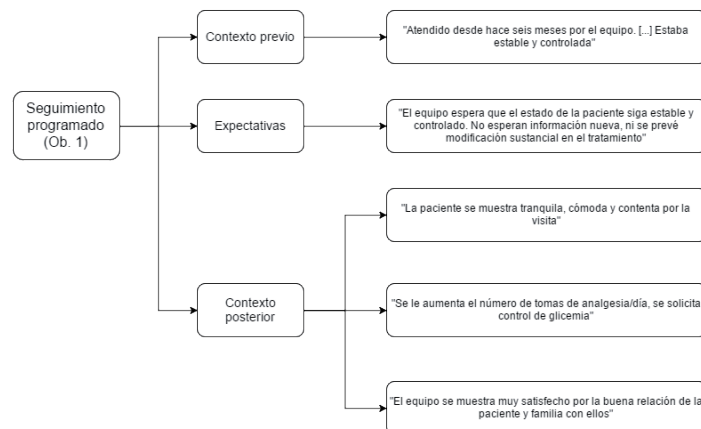 Contexto previo
"Atendido desde hace seis meses por el equipo. [...] Estaba
estable y controlada"
Seguimiento
programado
(Ob. 1)
Expectativas
"El equipo espera que el estado de la paciente siga estable y
controlado. No esperan información nueva, ni se prevé
modificación sustancial en el tratamiento"
"La paciente se muestra tranquila, cómoda y contenta por la
visita"
Contexto
posterior
"Se le aumenta el número de tomas de analgesia/día, se solicita
control de glicemia"
"El equipo se muestra muy satisfecho por la buena relación de la
paciente y familia con ellos"